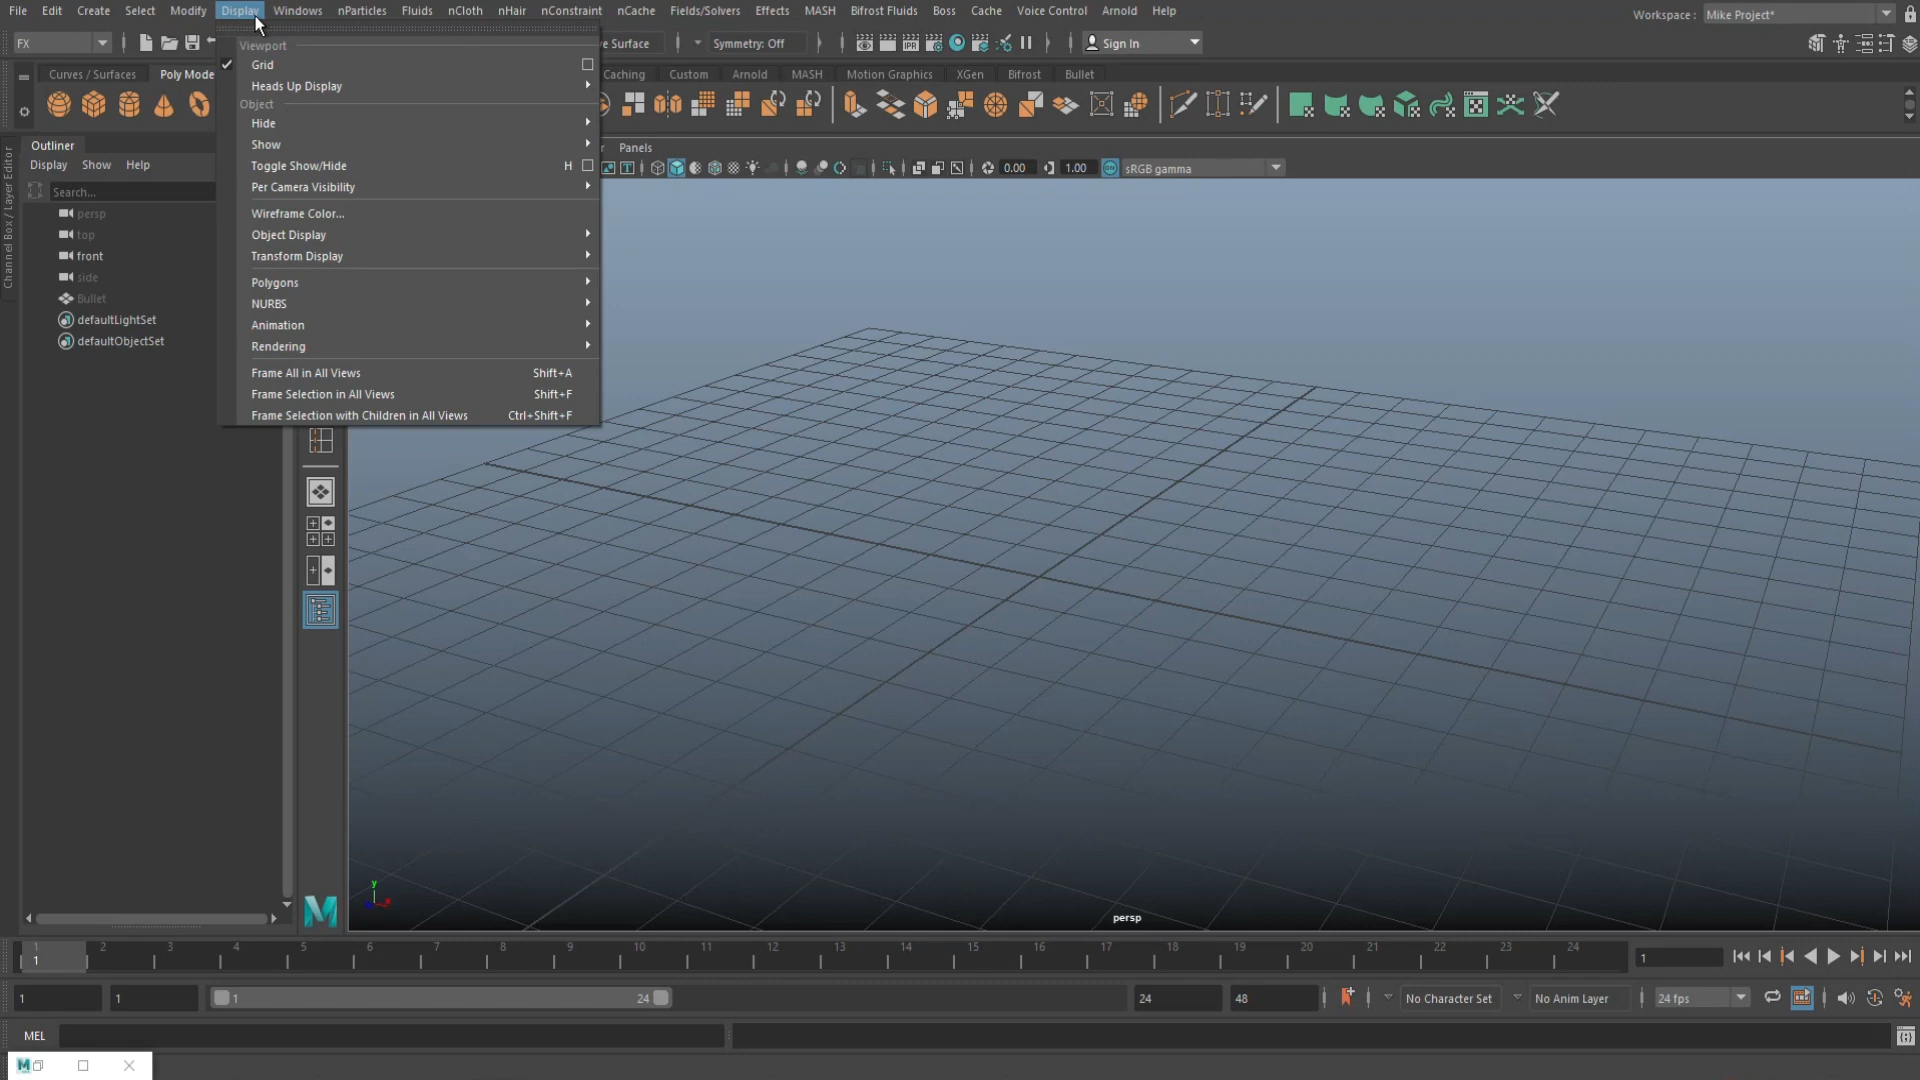 File Edit Create Select Modify Display Windows nParticles Fluids nCloth nHair nConstraint nCache Fields/Solvers Effects MASH Bifrost Fluids Boss Cache Voice Control Arnold Help
Workspace : Mike Project*
FX
e Surface
Symmetry: Off
IPR
Sign In
Curves / Surfaces
Poly Mode
Caching
Custom
Arnold
MASH
Motion Graphics
XGen
Bifrost
Bullet
Viewport
Grid
Heads Up Display
Object
Hide
Show
Toggle Show/Hide H
Per Camera Visibility
Wireframe Color...
Object Display
Transform Display
Polygons
NURBS
Animation
Rendering
Frame All in All Views Shift+A
Frame Selection in All Views Shift+F
Frame Selection with Children in All Views Ctrl+Shift+F
Channel Box / Layer Editor
Outliner
Display Show Help
Search...
persp
top
front
side
Bullet
defaultLightSet
defaultObjectSet
r Panels
0.00
1.00
sRGB gamma
y
persp
1 2 3 4 5 6 7 8 9 10 11 12 13 14 15 16 17 18 19 20 21 22 23 24
1
1
1
1
1
24
24
48
No Character Set
No Anim Layer
24 fps
MEL